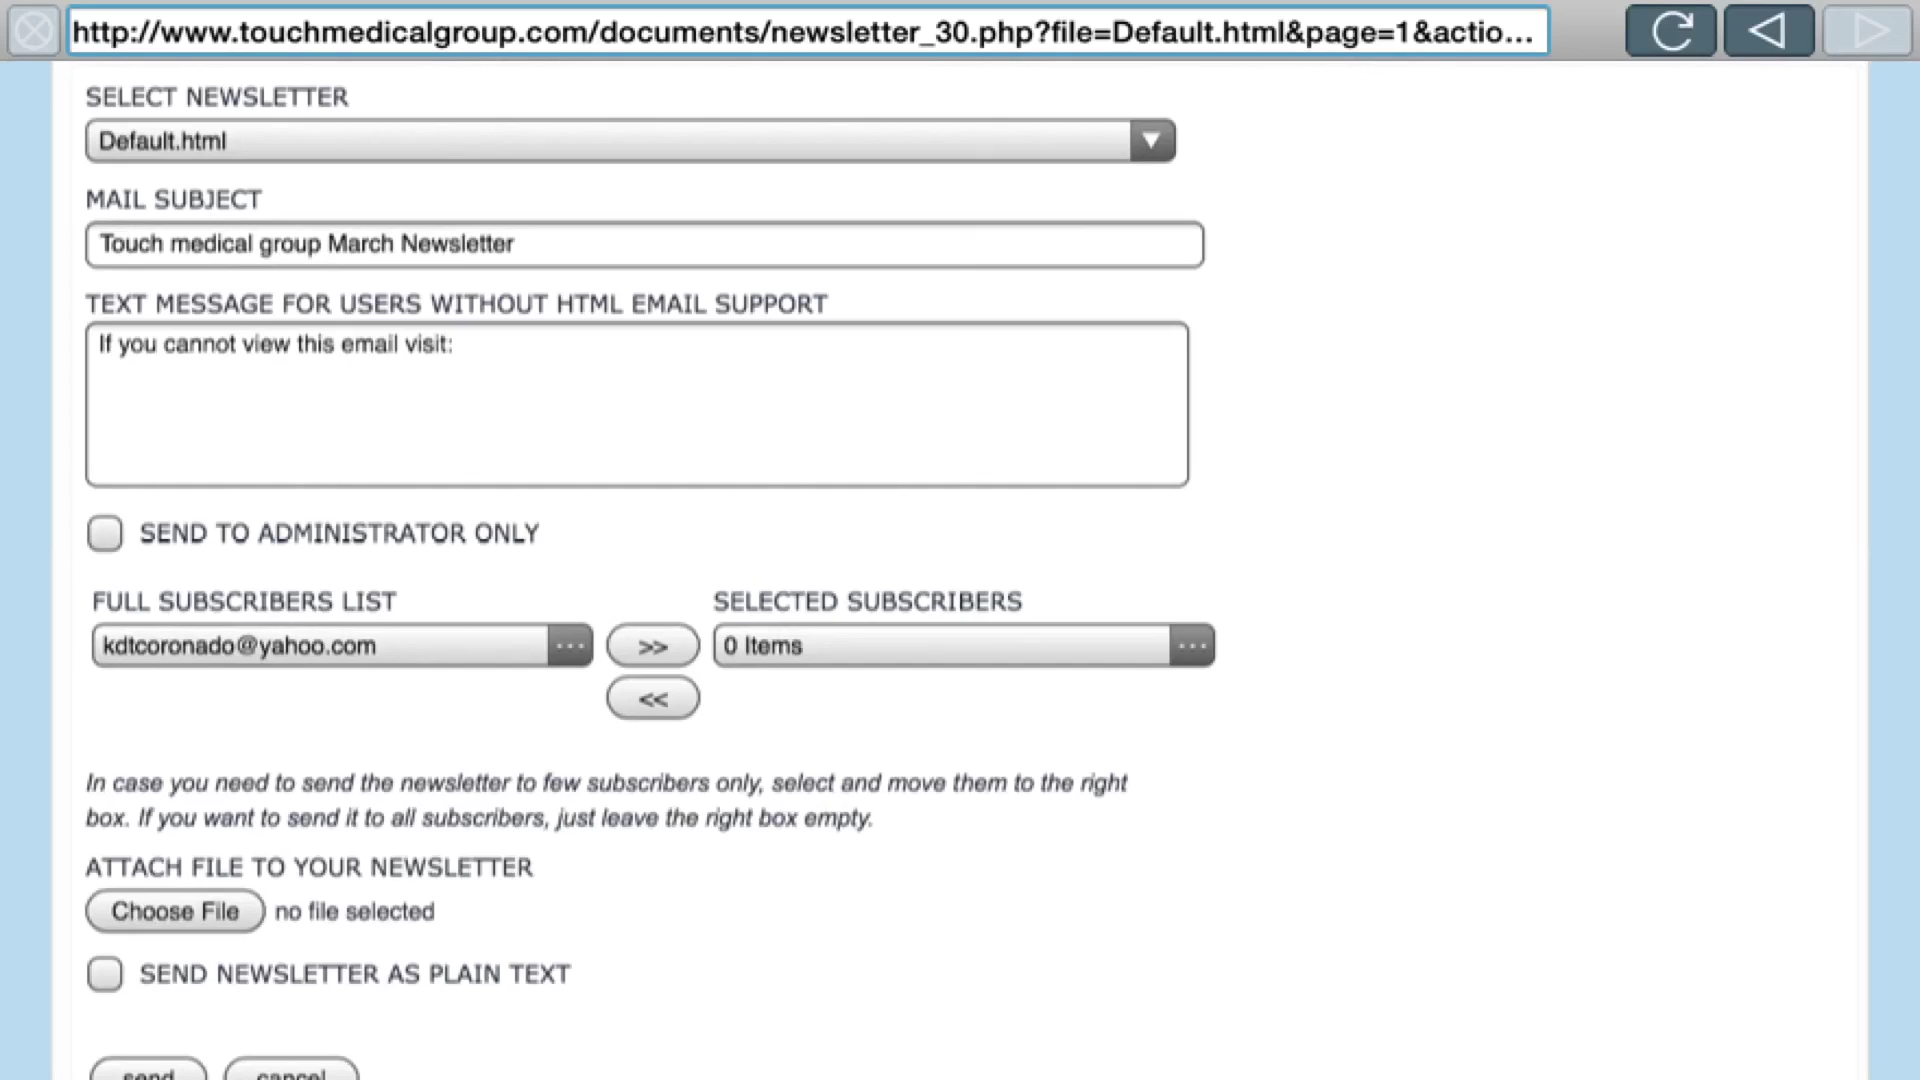 http://www.touchmedicalgroup.com/documents/newsletter_30.php?file=Default.html&page=1&actio...
SELECT NEWSLETTER
Default.html
MAIL SUBJECT
Touch medical group March Newsletter
TEXT MESSAGE FOR USERS WITHOUT HTML EMAIL SUPPORT
If you cannot view this email visit:
SEND TO ADMINISTRATOR ONLY
FULL SUBSCRIBERS LIST
SELECTED SUBSCRIBERS
kdtcoronado@yahoo.com ...
>>
0 Items ...
<<
In case you need to send the newsletter to few subscribers only, select and move them to the right
box. If you want to send it to all subscribers, just leave the right box empty.
ATTACH FILE TO YOUR NEWSLETTER
Choose File no file selected
SEND NEWSLETTER AS PLAIN TEXT
send cancel